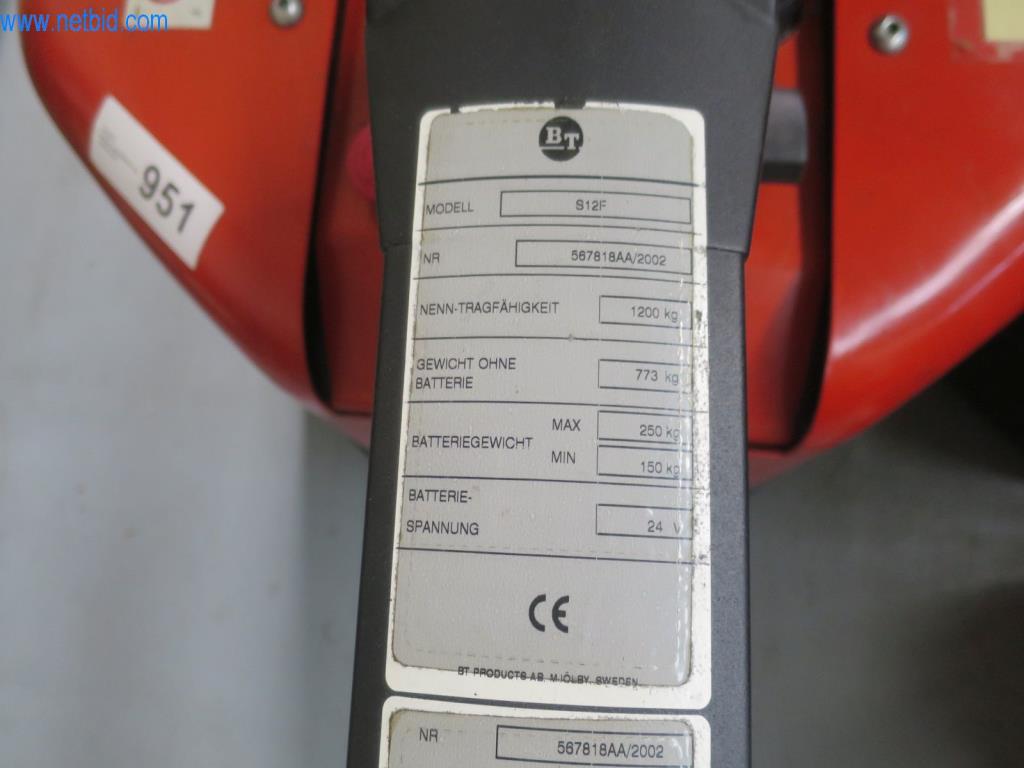 www.netbid.com
951
BT
MODELL S12F
NR 567818AA/2002
NENN-TRAGFÄHIGKEIT 1200 kg
GEWICHT OHNE
BATTERIE 773 kg
BATTERIEGEWICHT MAX 250 kg
MIN 150 kg
BATTERIE-
SPANNUNG 24 V
CE
BT PRODUCTS AB, MJÖLBY, SWEDEN
NR 567818AA/2002